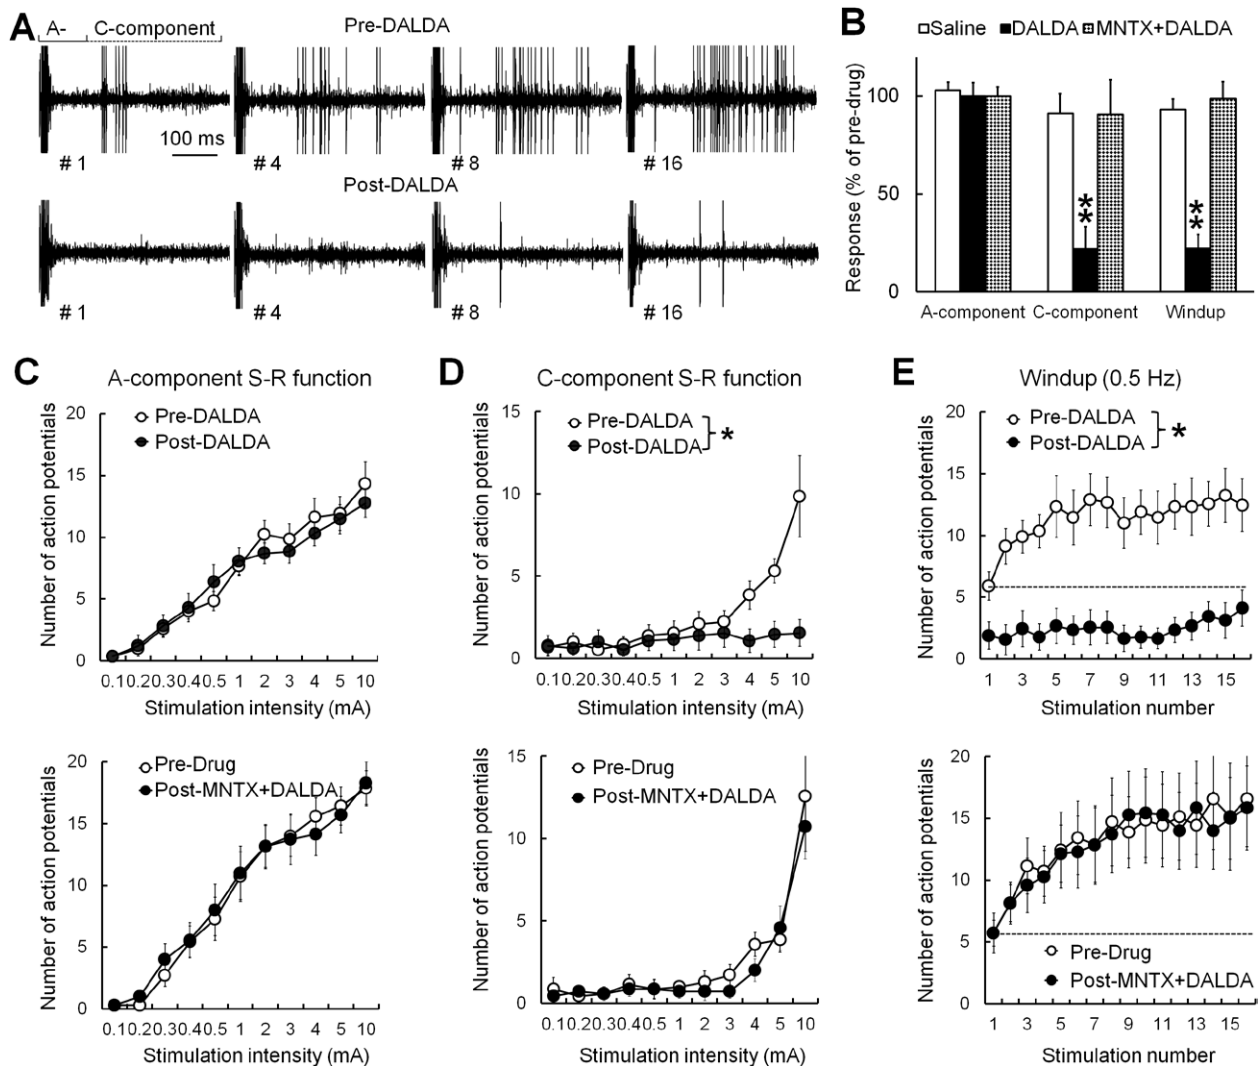 A
A-
C-component
Pre-DALDA
100 ms
# 1
# 4
# 8
# 16
Post-DALDA
# 1
# 4
# 8
# 16
B
Saline DALDA MNTX+DALDA
Response (% of pre-drug)
100
50
0
**
**
A-component C-component Windup
C
A-component S-R function
Number of action potentials
20
15
10
5
0
Pre-DALDA
Post-DALDA
0.1 0.2 0.3 0.4 0.5 1 2 3 4 5 10
Stimulation intensity (mA)
D
C-component S-R function
Number of action potentials
15
10
5
0
Pre-DALDA
Post-DALDA
*
0.1 0.2 0.3 0.4 0.5 1 2 3 4 5 10
Stimulation intensity (mA)
E
Windup (0.5 Hz)
Number of action potentials
20
15
10
5
0
Pre-DALDA
Post-DALDA
*
1 3 5 7 9 11 13 15
Stimulation number
Number of action potentials
20
15
10
5
0
Pre-Drug
Post-MNTX+DALDA
0.1 0.2 0.3 0.4 0.5 1 2 3 4 5 10
Stimulation intensity (mA)
Number of action potentials
15
10
5
0
Pre-Drug
Post-MNTX+DALDA
0.1 0.2 0.3 0.4 0.5 1 2 3 4 5 10
Stimulation intensity (mA)
Number of action potentials
20
15
10
5
0
Pre-Drug
Post-MNTX+DALDA
1 3 5 7 9 11 13 15
Stimulation number